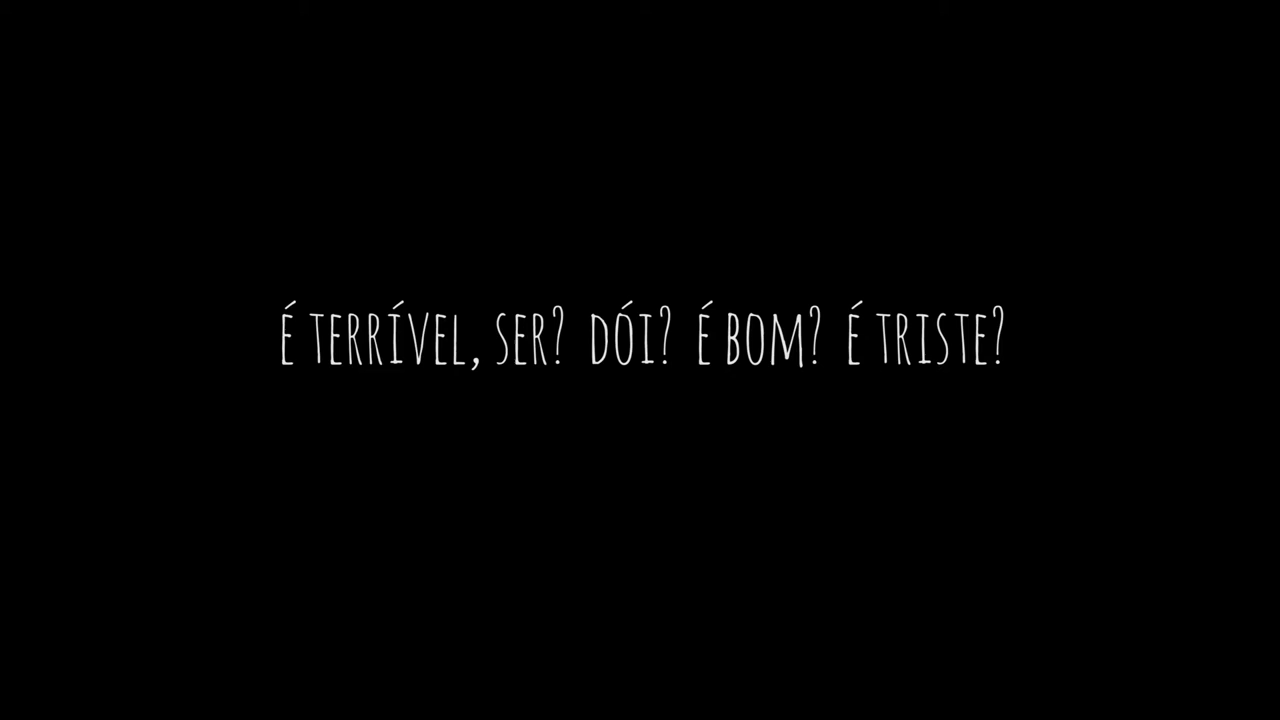 É TERRÍVEL, SER? DÓI? É BOM? É TRISTE?